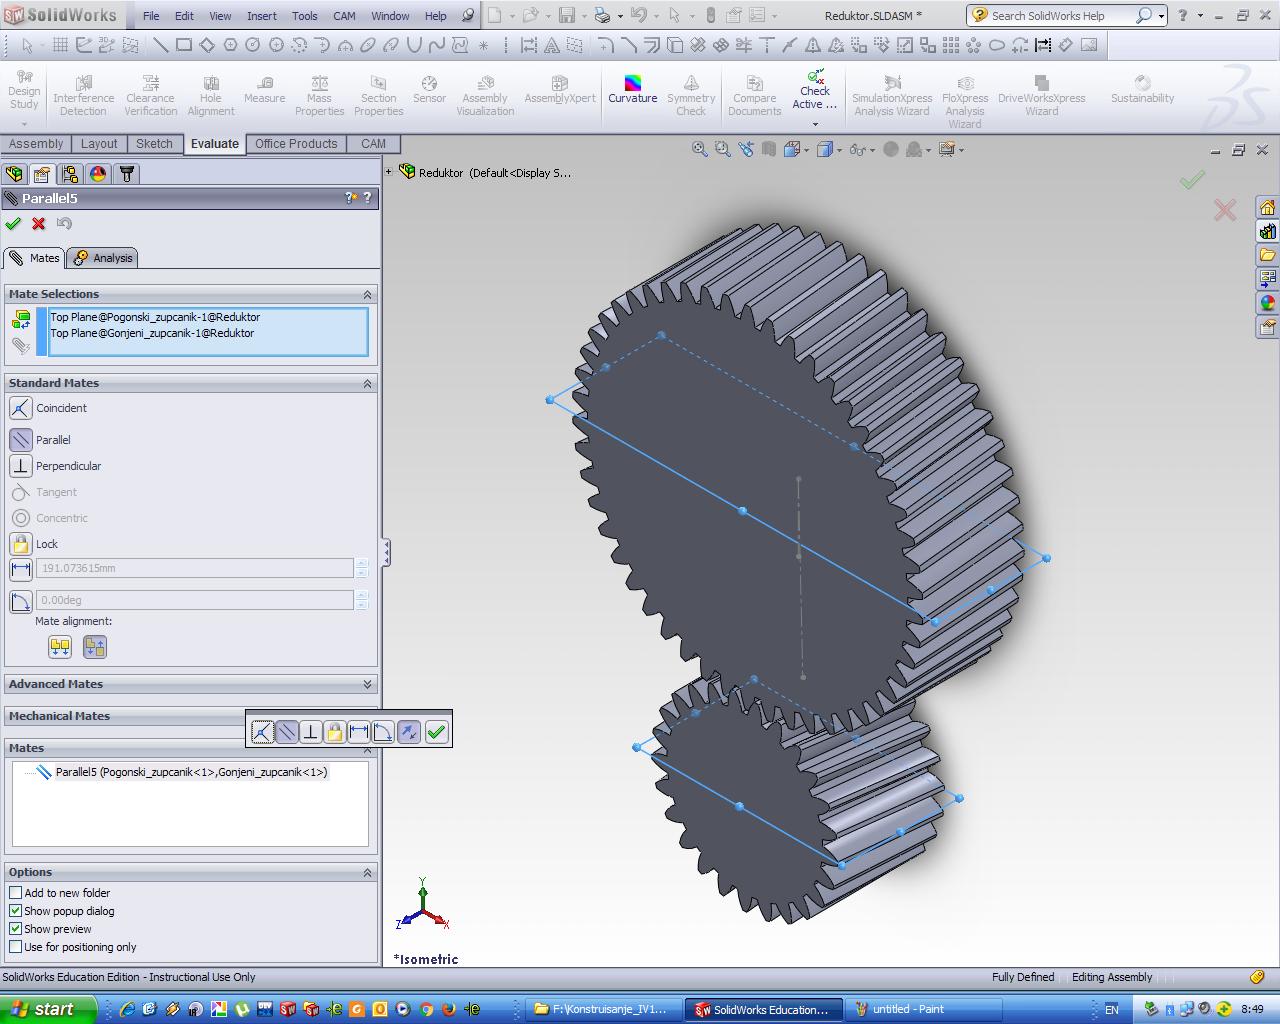 SolidWorks File Edit View Insert Tools CAM Window Help Reduktor.SLDASM * Search SolidWorks Help
Design Study
Interference Detection
Clearance Verification
Hole Alignment
Measure
Mass Properties
Section Properties
Sensor
Assembly Visualization
AssemblyXpert
Curvature
Symmetry Check
Compare Documents
Check Active ...
SimulationXpress Analysis Wizard
FloXpress Analysis Wizard
DriveWorksXpress Wizard
Sustainability
Assembly Layout Sketch Evaluate Office Products CAM
Reduktor (Default<Display S...
Parallel5
Mates Analysis
Mate Selections
Top Plane@Pogonski_zupcanik-1@Reduktor
Top Plane@Gonjeni_zupcanik-1@Reduktor
Standard Mates
Coincident
Parallel
Perpendicular
Tangent
Concentric
Lock
191.073615mm
0.00deg
Mate alignment:
Advanced Mates
Mechanical Mates
Mates
Parallel5 (Pogonski_zupcanik<1>,Gonjeni_zupcanik<1>)
Options
Add to new folder
Show popup dialog
Show preview
Use for positioning only
Y
Z X
*Isometric
SolidWorks Education Edition - Instructional Use Only Fully Defined Editing Assembly
start F:\Konstruisanje_IV1... SolidWorks Education... untitled - Paint EN 8:49